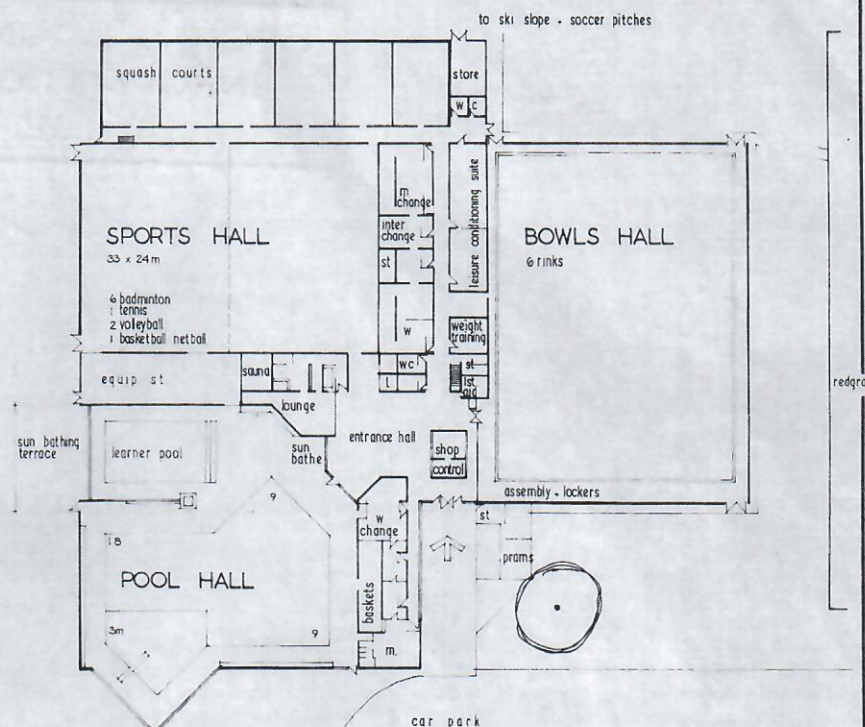 to ski slope + soccer pitches
squash courts
store
w c
SPORTS HALL
33 x 24m
6 badminton
1 tennis
2 volleyball
1 basketball netball
m
change
inter
change
st
w
leisure conditioning suite
BOWLS HALL
6 rinks
weight
training
equip st
sauna
wc
st
1st
aid
lounge
redgra
sun bathing
terrace
learner pool
sun
bathe
entrance hall
shop
control
assembly + lockers
9
w
change
st
prams
POOL HALL
baskets
3m
9
m.
car park